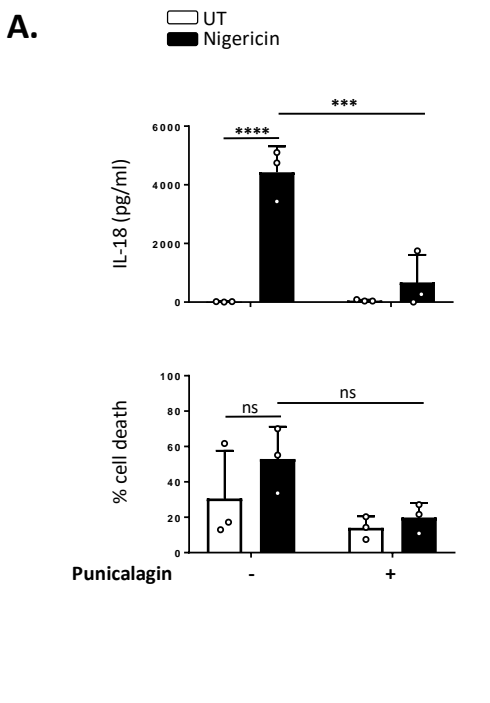 A.
UT
Nigericin
***
****
6000
4000
2000
0
IL-18 (pg/ml)
ns
ns
100
80
60
40
20
0
% cell death
Punicalagin - +